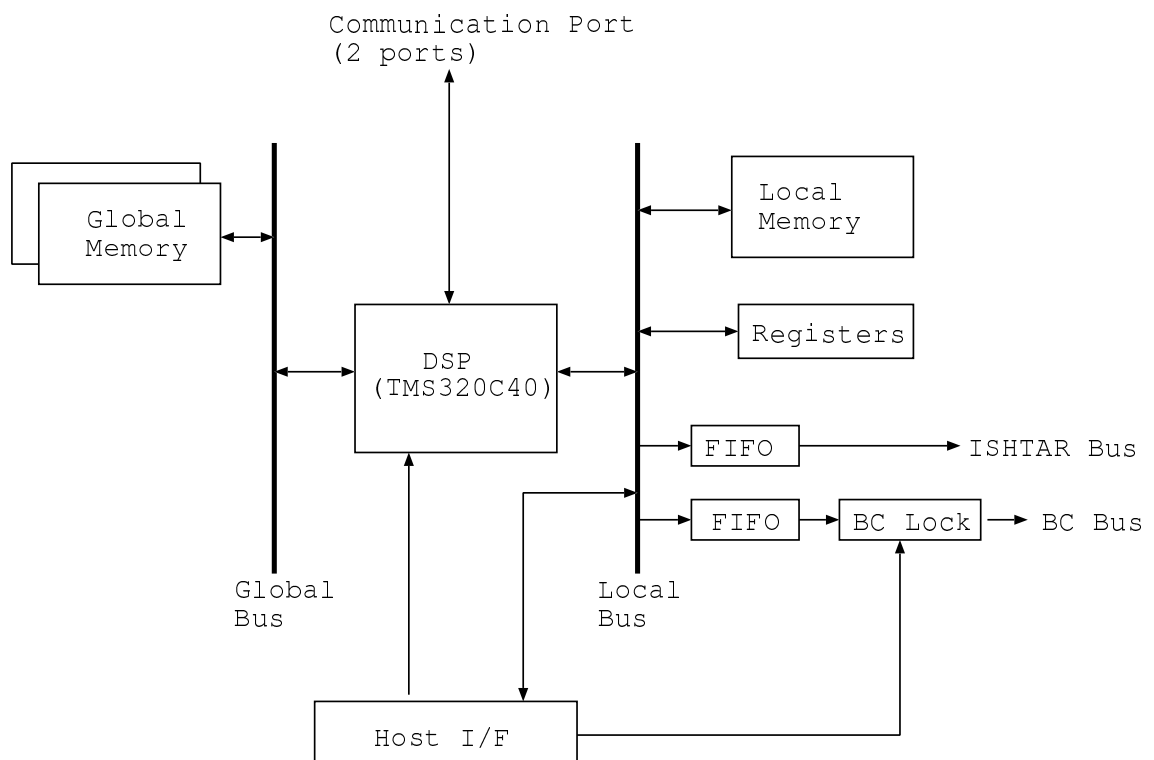 Communication Port
(2 ports)
Global
Memory
Local
Memory
Registers
DSP
(TMS320C40)
FIFO
ISHTAR Bus
FIFO
BC Lock
BC Bus
Global
Bus
Local
Bus
Host I/F